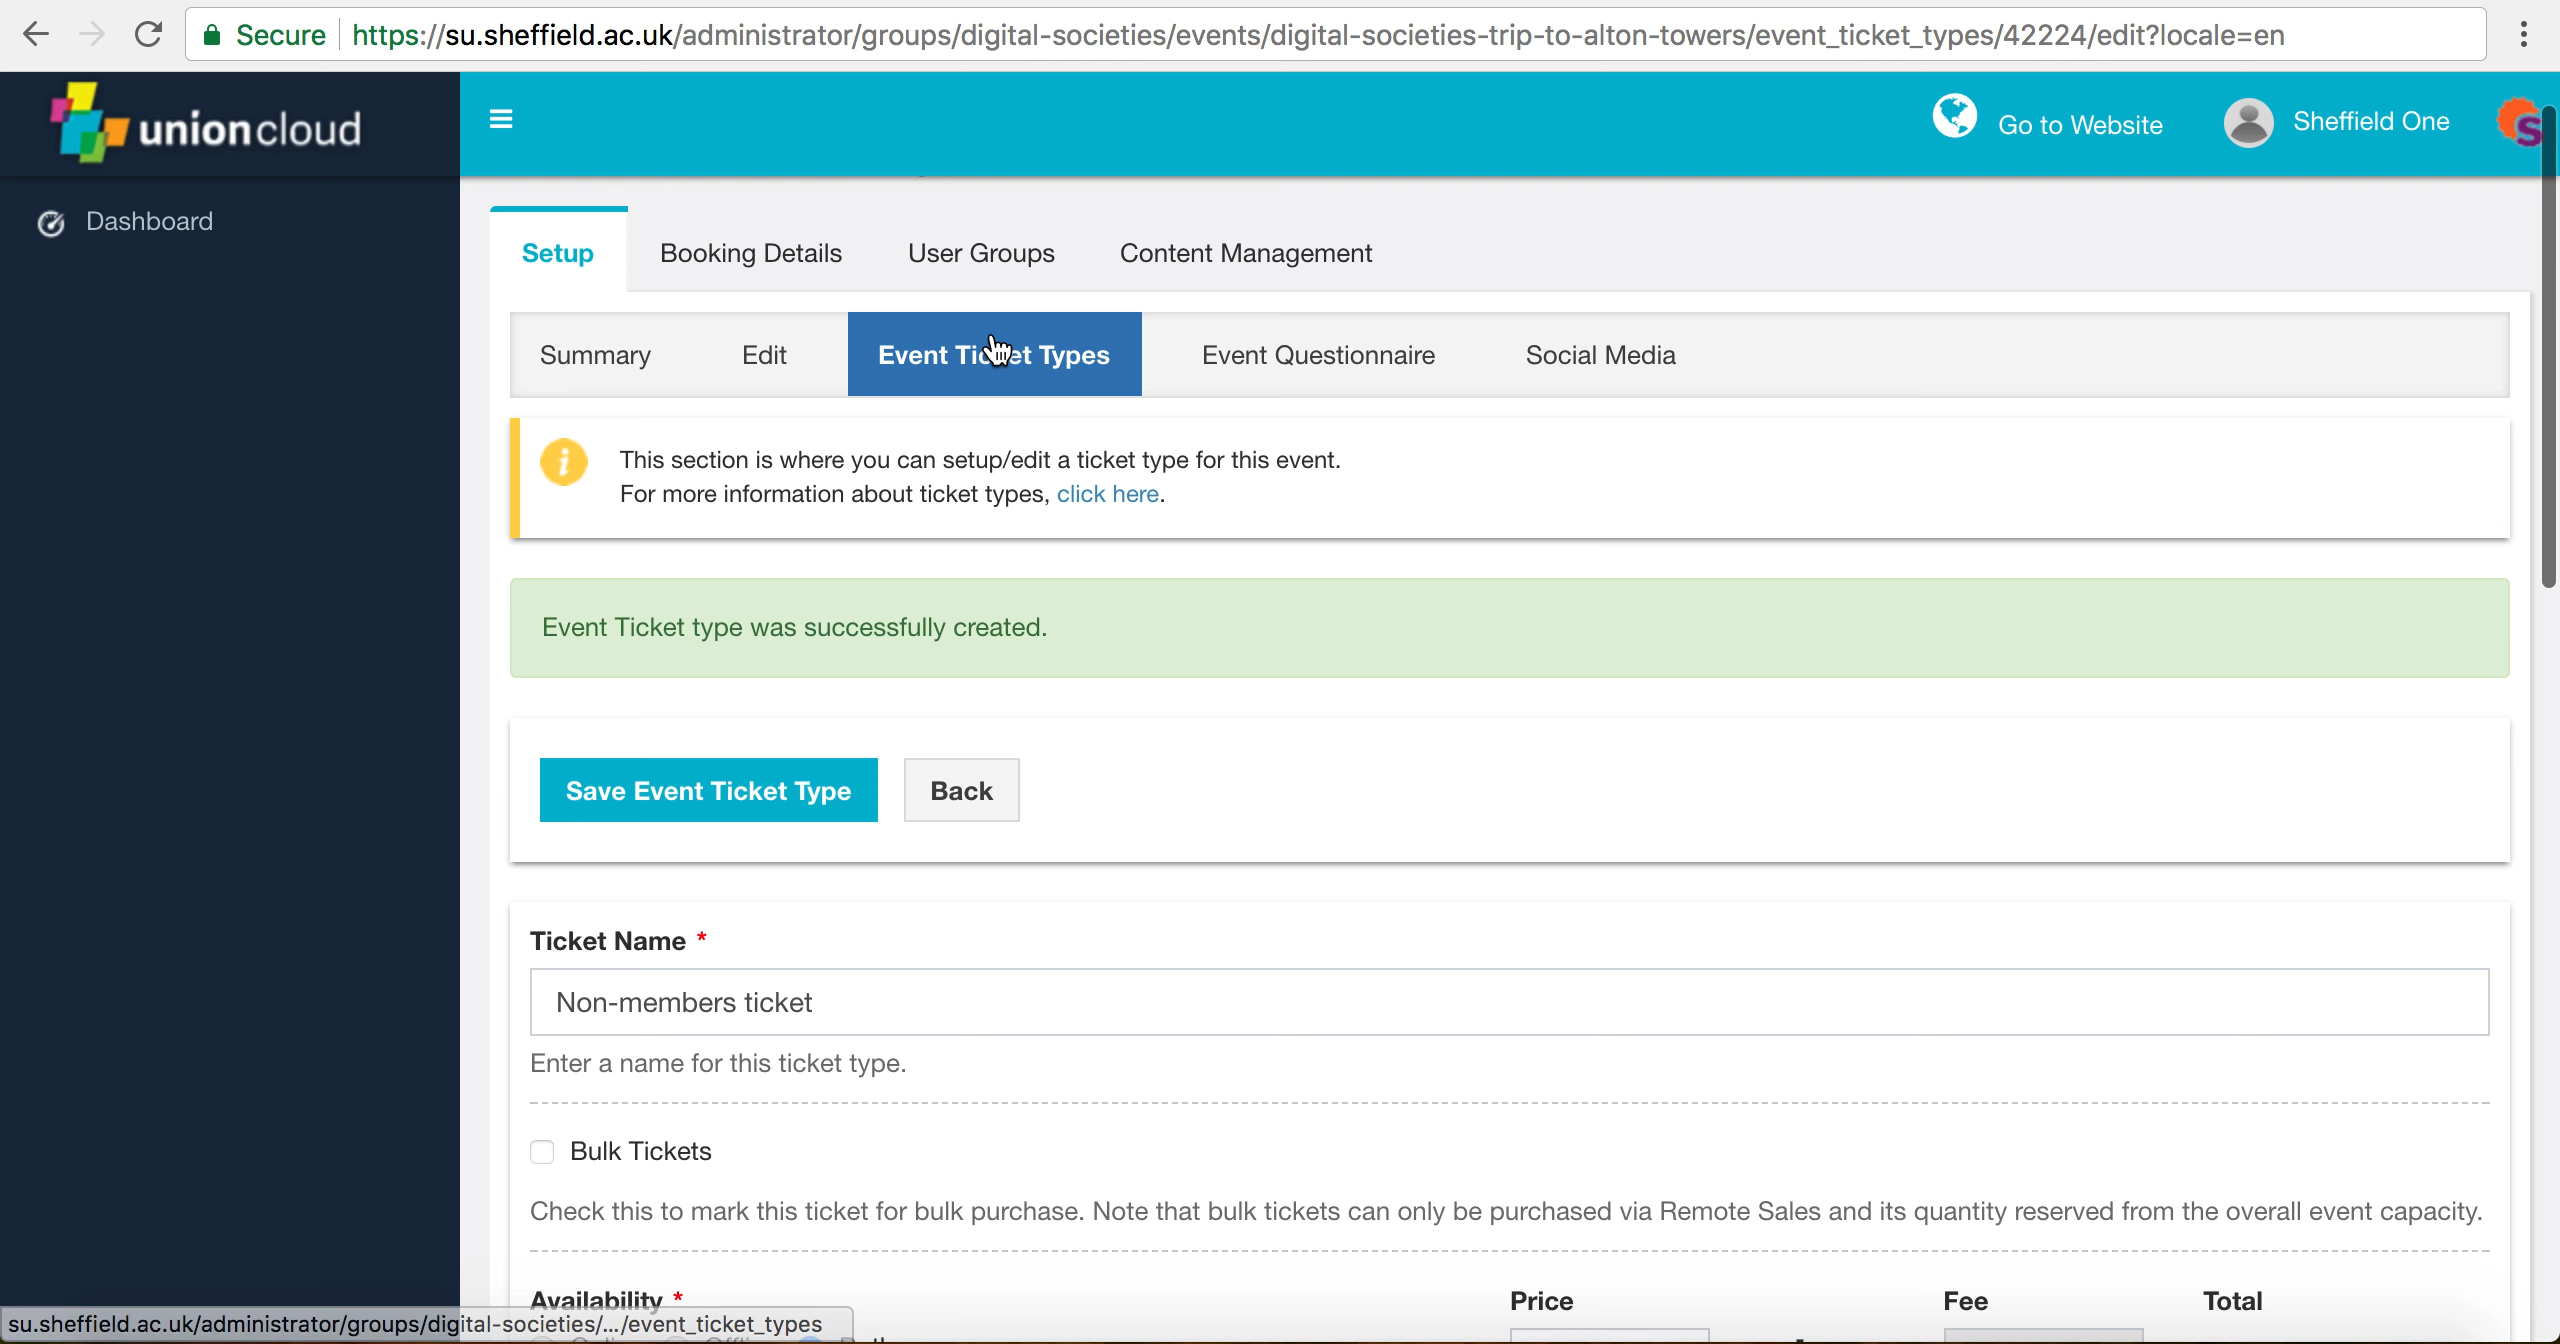 Secure https://su.sheffield.ac.uk/administrator/groups/digital-societies/events/digital-societies-trip-to-alton-towers/event_ticket_types/42224/edit?locale=en
unioncloud
Go to Website
Sheffield One
S
Dashboard
Setup Booking Details User Groups Content Management
Summary Edit Event Ticket Types Event Questionnaire Social Media
This section is where you can setup/edit a ticket type for this event.
For more information about ticket types, click here.
Event Ticket type was successfully created.
Save Event Ticket Type Back
Ticket Name *
Non-members ticket
Enter a name for this ticket type.
Bulk Tickets
Check this to mark this ticket for bulk purchase. Note that bulk tickets can only be purchased via Remote Sales and its quantity reserved from the overall event capacity.
Availability * Price Fee Total
su.sheffield.ac.uk/administrator/groups/digital-societies/.../event_ticket_types